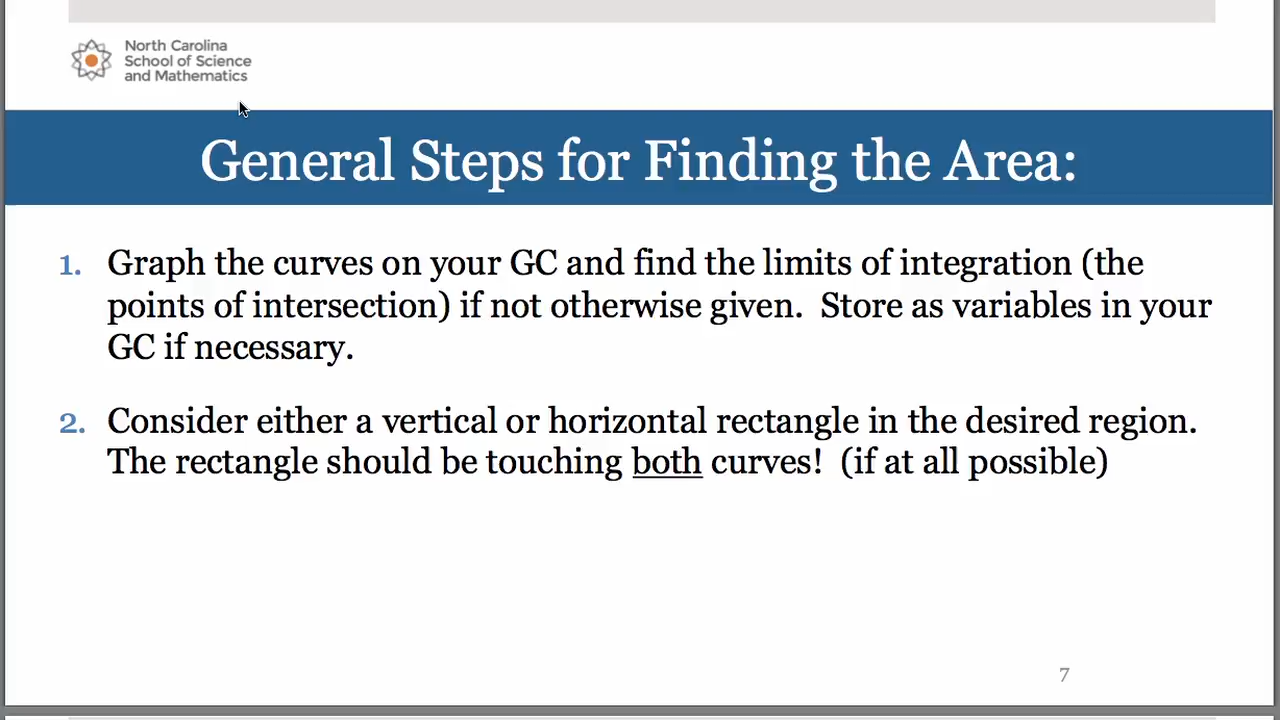 North Carolina
School of Science
and Mathematics
General Steps for Finding the Area:
1. Graph the curves on your GC and find the limits of integration (the
points of intersection) if not otherwise given.  Store as variables in your
GC if necessary.
2. Consider either a vertical or horizontal rectangle in the desired region.
The rectangle should be touching both curves!  (if at all possible)
7